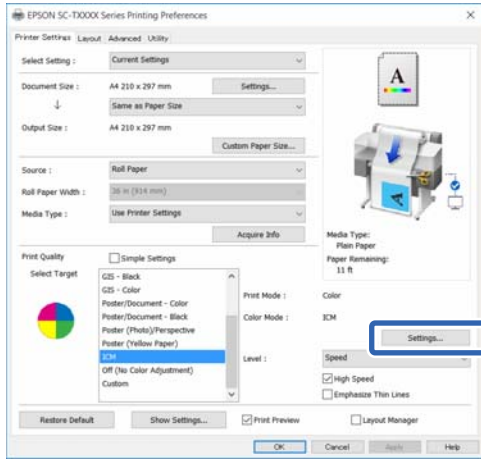 EPSON SC-TXXXX Series Printing Preferences
Printer Settings Layout Advanced Utility
Select Setting : Current Settings
Document Size : A4 210 x 297 mm Settings...
Same as Paper Size
Output Size : A4 210 x 297 mm
Custom Paper Size...
Source : Roll Paper
Roll Paper Width : 36 in (914 mm)
Media Type : Use Printer Settings
Acquire Info
Media Type:
Plain Paper
Paper Remaining:
11 ft
Print Quality Simple Settings
Select Target
GIS - Black
GIS - Color
Poster/Document - Color
Poster/Document - Black
Poster (Photo)/Perspective
Poster (Yellow Paper)
ICM
Off (No Color Adjustment)
Custom
Print Mode : Color
Color Mode : ICM
Settings...
Level : Speed
High Speed
Emphasize Thin Lines
Restore Default Show Settings... Print Preview Layout Manager
OK Cancel Apply Help
A
A